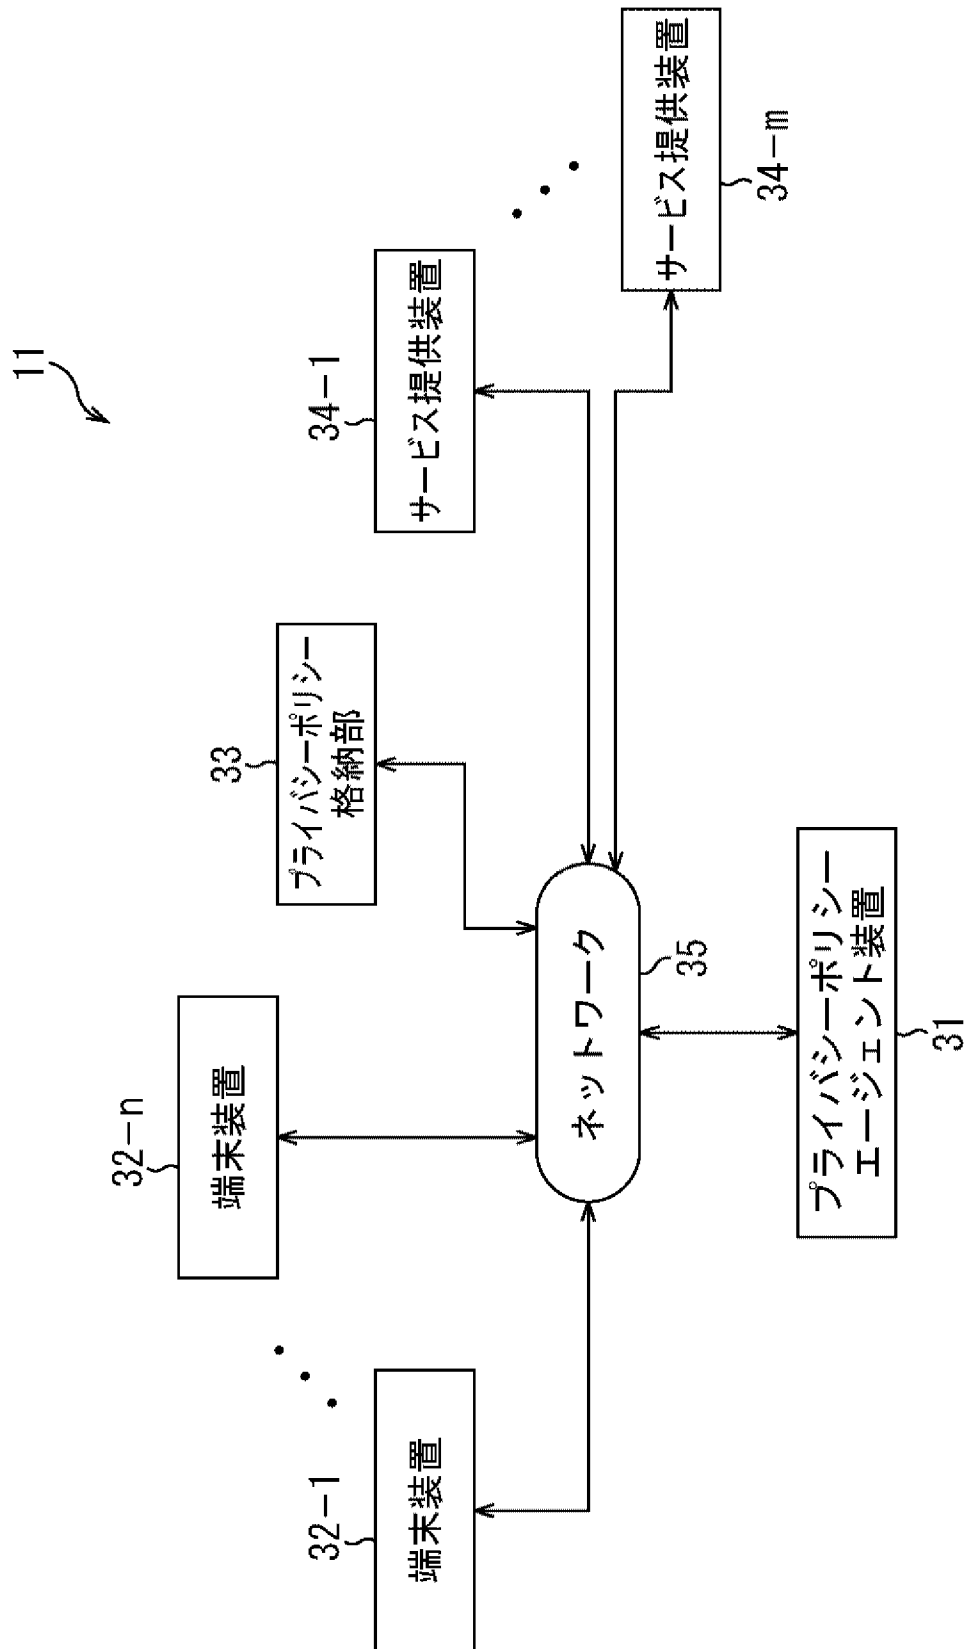 11
32-1
端末装置
32-n
端末装置
33
プライバシーポリシー
格納部
34-1
サービス提供装置
34-m
サービス提供装置
ネットワーク
35
プライバシーポリシー
エージェント装置
31